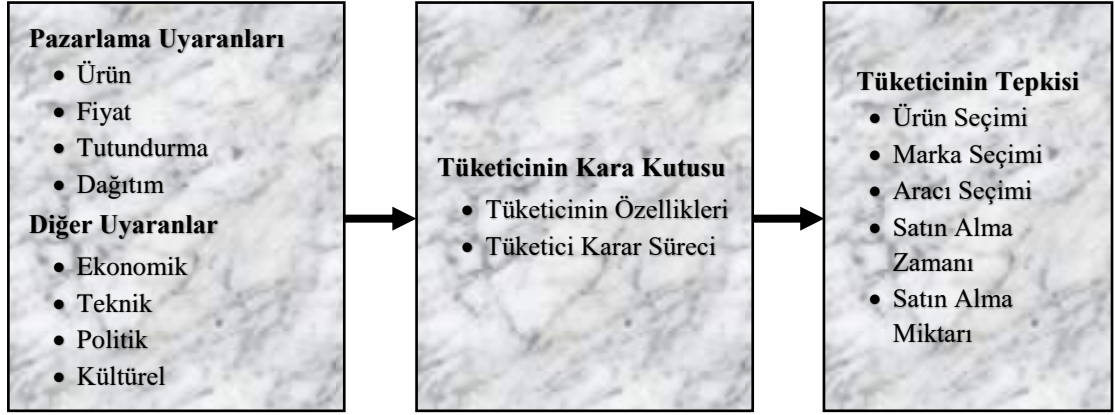 Pazarlama Uyaranları
• Ürün
• Fiyat
• Tutundurma
• Dağıtım
Diğer Uyaranlar
• Ekonomik
• Teknik
• Politik
• Kültürel
Tüketicinin Kara Kutusu
• Tüketicinin Özellikleri
• Tüketici Karar Süreci
Tüketicinin Tepkisi
• Ürün Seçimi
• Marka Seçimi
• Aracı Seçimi
• Satın Alma
Zamanı
• Satın Alma
Miktarı